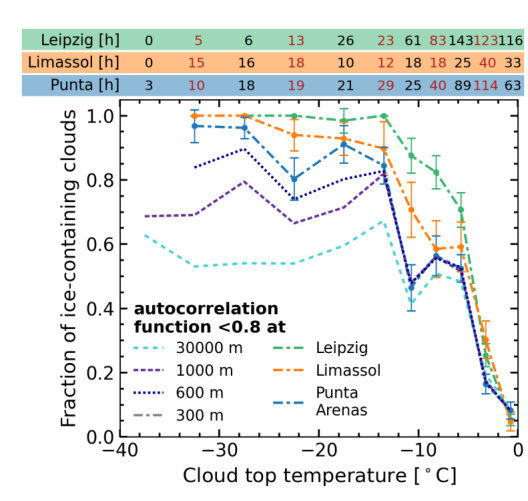 Leipzig [h] 0 5 6 13 26 23 61 83 143 123 116
Limassol [h] 0 15 16 18 10 12 18 18 25 40 33
Punta [h] 3 10 18 19 21 29 25 40 89 114 63
1.0
0.8
0.6
0.4
0.2
0.0
Fraction of ice-containing clouds
autocorrelation
function <0.8 at
30000 m
1000 m
600 m
300 m
Leipzig
Limassol
Punta
Arenas
−40 −30 −20 −10 0
Cloud top temperature [°C]